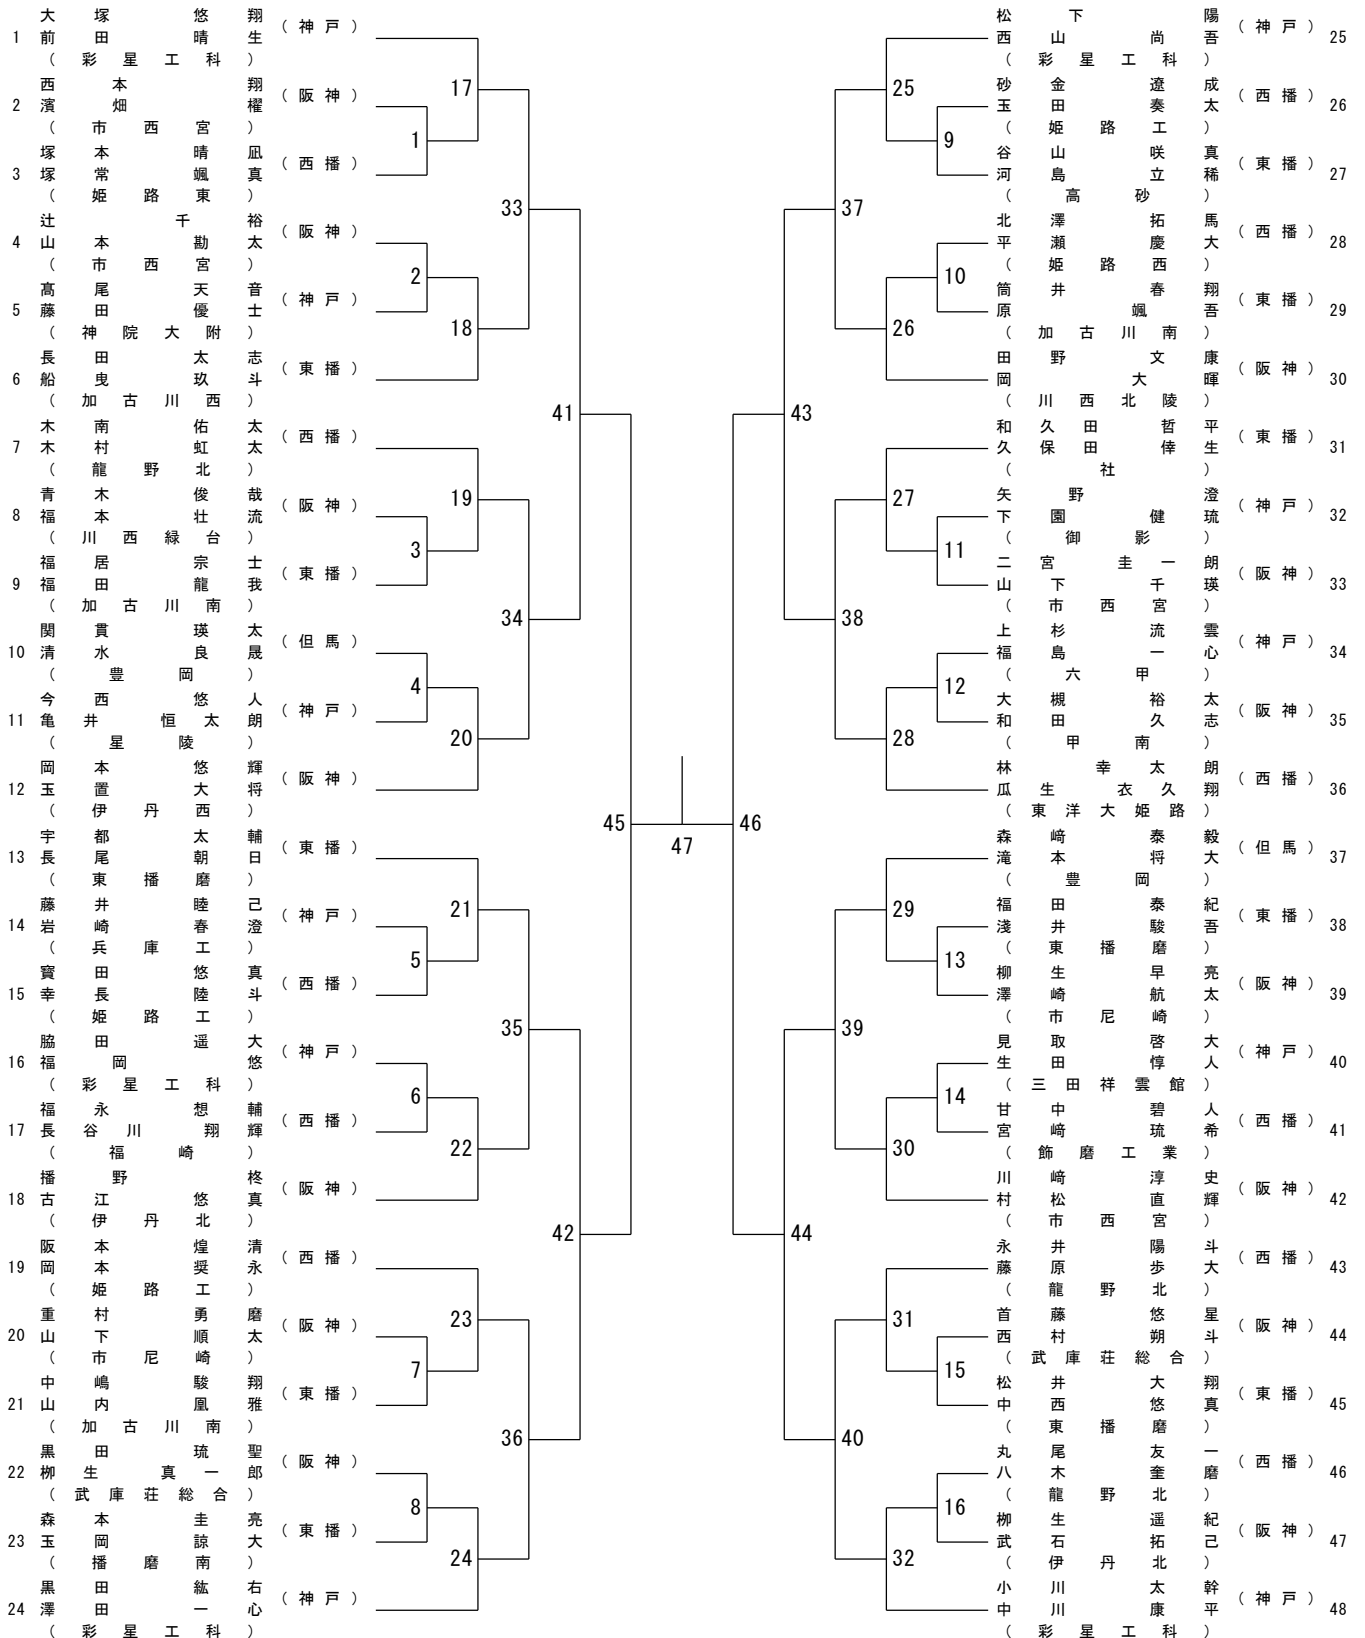 大塚悠翔
1 前田晴生 (神戸)
(彩星工科)
西本翔
2 濱畑櫂 (阪神)
(市西宮)
塚本晴凪
3 塚常颯真 (西播)
(姫路東)
辻千裕
4 山本勘太 (阪神)
(市西宮)
髙尾天音
5 藤田優士 (神戸)
(神院大附)
長田太志
6 船曳玖斗 (東播)
(加古川西)
木南佑太
7 木村虹太 (西播)
(龍野北)
青木俊哉
8 福本壮流 (阪神)
(川西緑台)
福居宗士
9 福田龍我 (東播)
(加古川南)
関貫瑛太
10 清水良晟 (但馬)
(豊岡)
今西悠人
11 亀井恒太朗 (神戸)
(星陵)
岡本悠輝
12 玉置大将 (阪神)
(伊丹西)
宇都太輔
13 長尾朝日 (東播)
(東播磨)
藤井睦己
14 岩崎春澄 (神戸)
(兵庫工)
寳田悠真
15 幸長陸斗 (西播)
(姫路工)
脇田遥大
16 福岡悠 (神戸)
(彩星工科)
福永想輔
17 長谷川翔輝 (西播)
(福崎)
播野柊
18 古江悠真 (阪神)
(伊丹北)
阪本煌清
19 岡本奨永 (西播)
(姫路工)
重村勇磨
20 山下順太 (阪神)
(市尼崎)
中嶋駿翔
21 山内凰雅 (東播)
(加古川南)
黒田琉聖
22 栁生真一郎 (阪神)
(武庫荘総合)
森本圭亮
23 玉岡諒大 (東播)
(播磨南)
黒田紘右
24 澤田一心 (神戸)
(彩星工科)
1
2
3
4
5
6
7
8
17
18
19
20
21
22
23
24
33
34
35
36
41
42
45
47
46
43
44
37
38
39
40
25
26
27
28
29
30
31
32
9
10
11
12
13
14
15
16
松下陽
西山尚吾 (神戸) 25
(彩星工科)
砂金遼成
玉田奏太 (西播) 26
(姫路工)
谷山咲真
河島立稀 (東播) 27
(高砂)
北澤拓馬
平瀬慶大 (西播) 28
(姫路西)
筒井春翔
原颯吾 (東播) 29
(加古川南)
田野文康
岡大暉 (阪神) 30
(川西北陵)
和久田哲平
久保田倖生 (東播) 31
(社)
矢野澄
下園健琉 (神戸) 32
(御影)
二宮圭一朗
山下千瑛 (阪神) 33
(市西宮)
上杉流雲
福島一心 (神戸) 34
(六甲)
大槻裕太
和田久志 (阪神) 35
(甲南)
林幸太朗
瓜生衣久翔 (西播) 36
(東洋大姫路)
森﨑泰毅
滝本将大 (但馬) 37
(豊岡)
福田泰紀
淺井駿吾 (東播) 38
(東播磨)
柳生早亮
澤崎航太 (阪神) 39
(市尼崎)
見取啓大
生田惇人 (神戸) 40
(三田祥雲館)
甘中碧人
宮﨑琉希 (西播) 41
(飾磨工業)
川﨑淳史
村松直輝 (阪神) 42
(市西宮)
永井陽斗
藤原歩大 (西播) 43
(龍野北)
首藤悠星
西村朔斗 (阪神) 44
(武庫荘総合)
松井大翔
中西悠真 (東播) 45
(東播磨)
丸尾友一
八木奎磨 (西播) 46
(龍野北)
栁生遥紀
武石拓己 (阪神) 47
(伊丹北)
小川太幹
中川康平 (神戸) 48
(彩星工科)